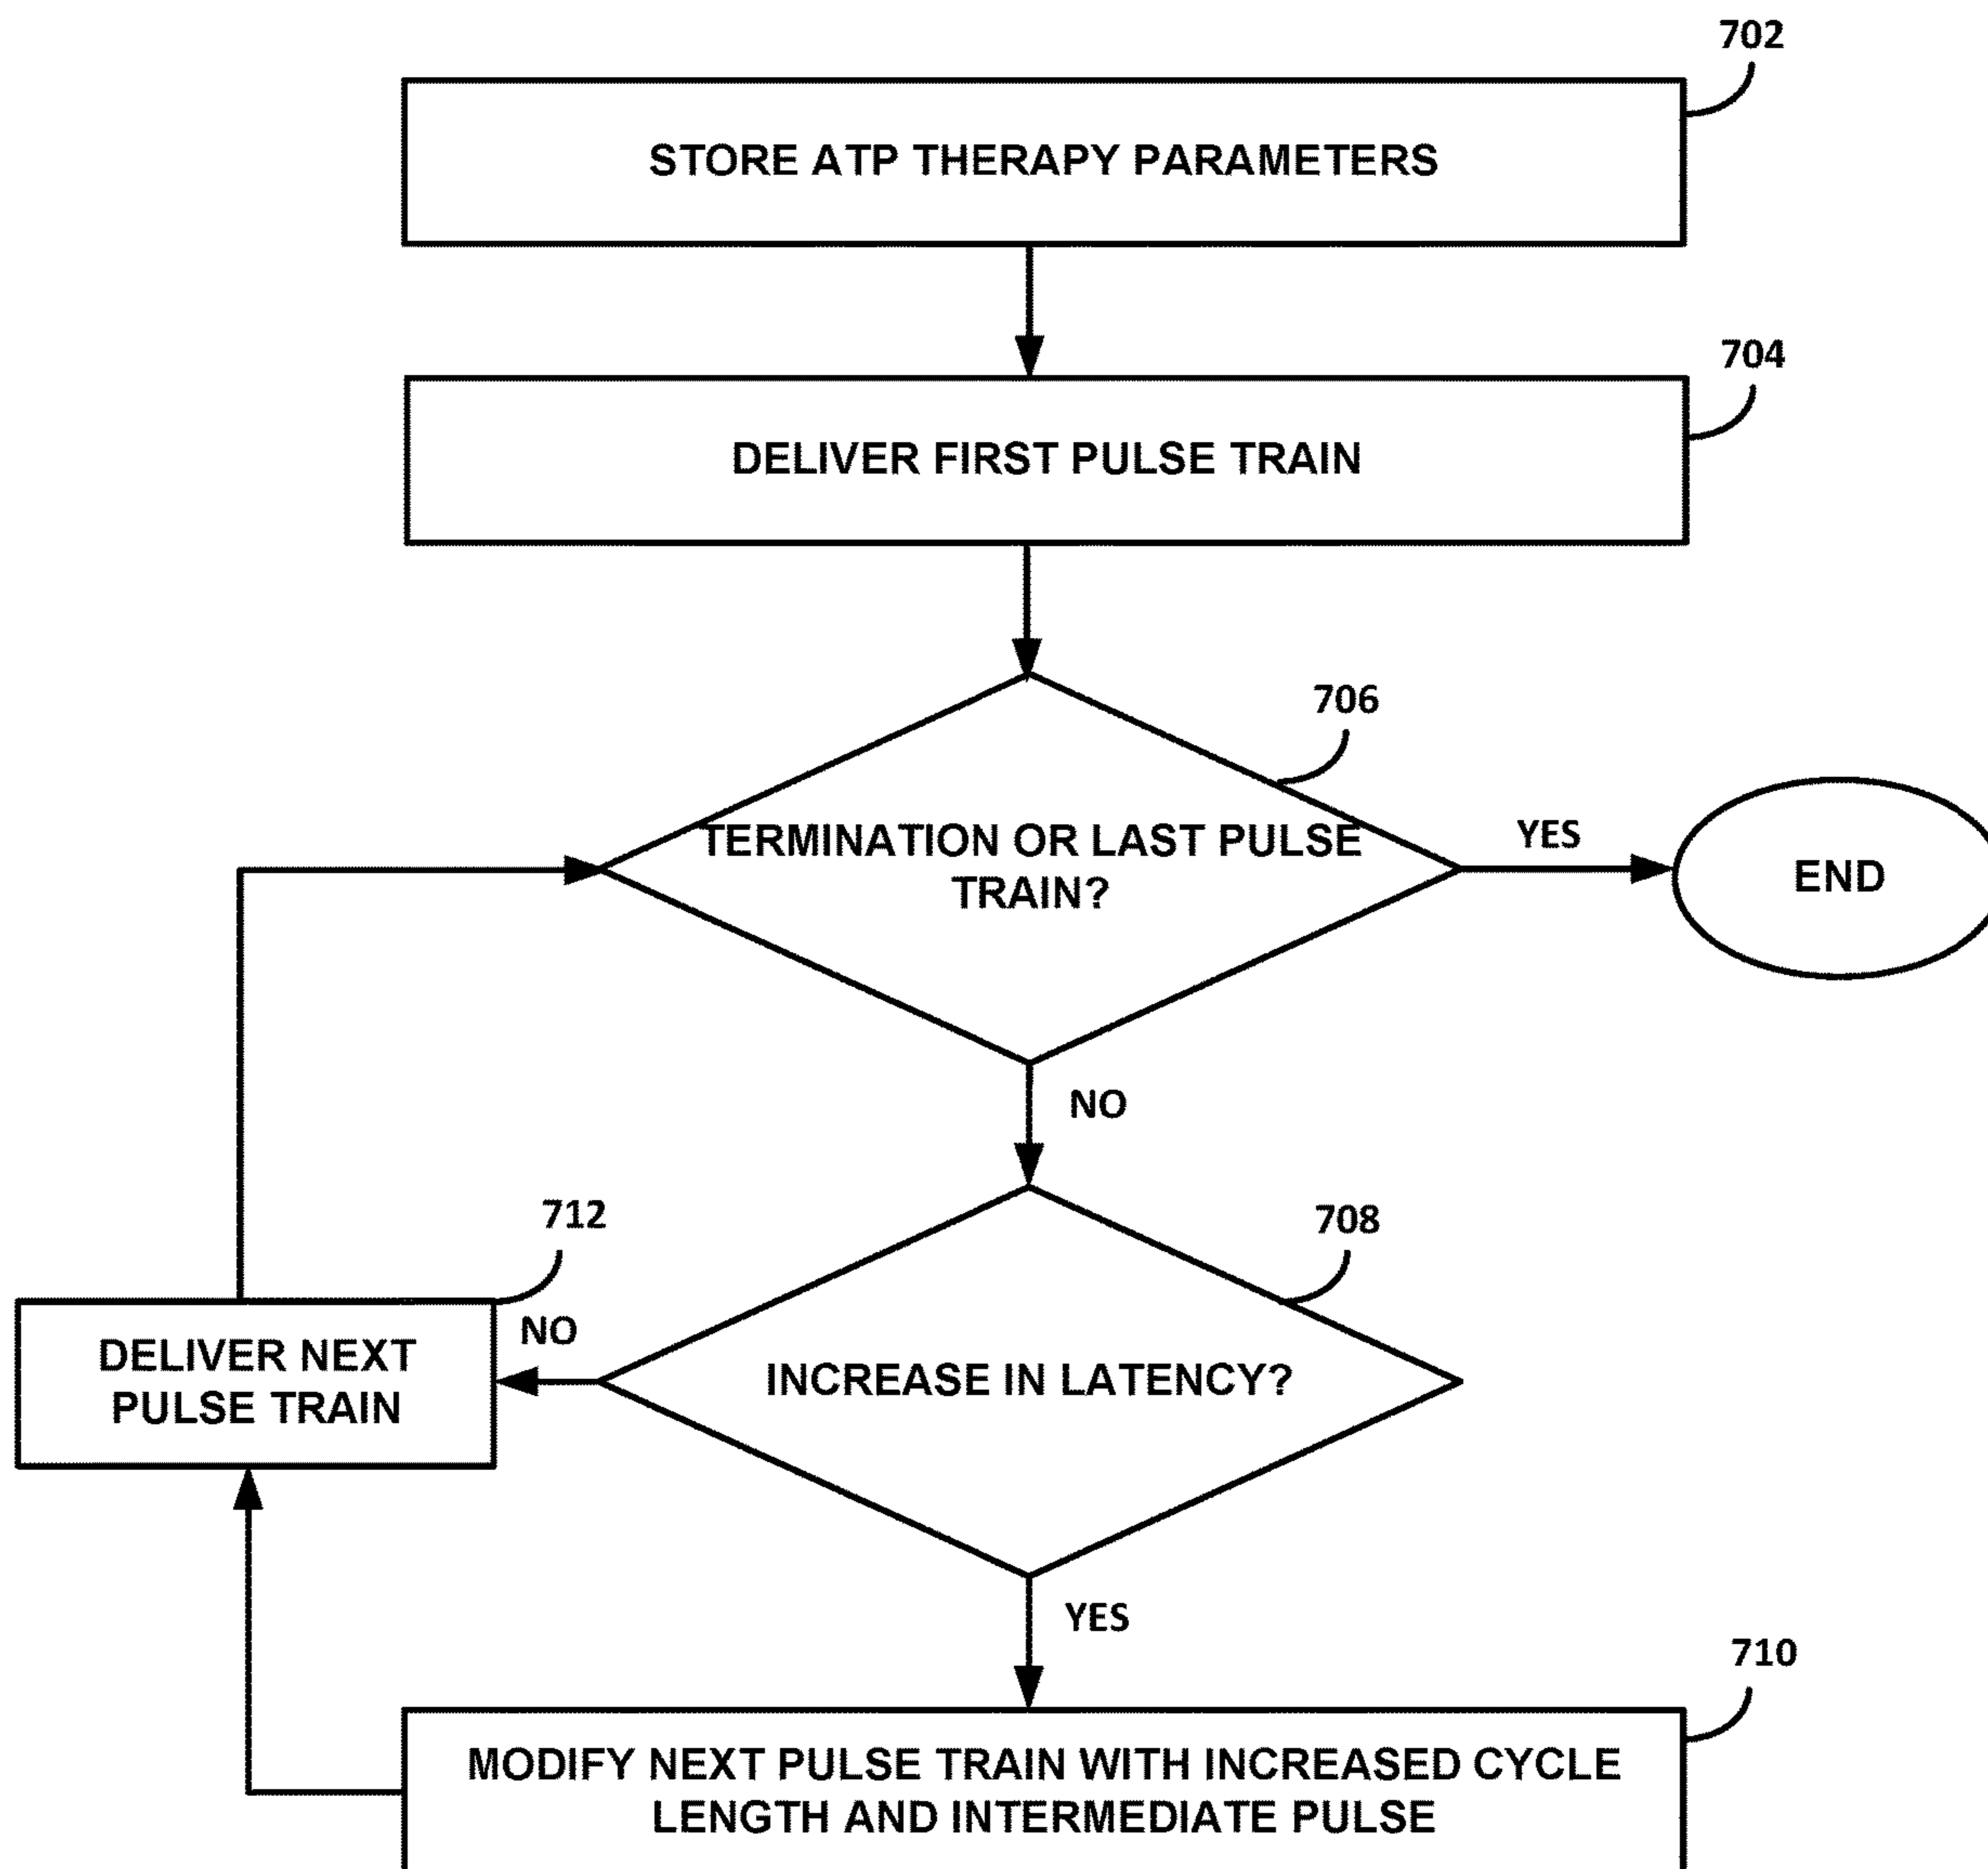 702
STORE ATP THERAPY PARAMETERS
704
DELIVER FIRST PULSE TRAIN
706
TERMINATION OR LAST PULSE
TRAIN?
YES
END
NO
712
708
DELIVER NEXT
PULSE TRAIN
NO
INCREASE IN LATENCY?
YES
710
MODIFY NEXT PULSE TRAIN WITH INCREASED CYCLE
LENGTH AND INTERMEDIATE PULSE